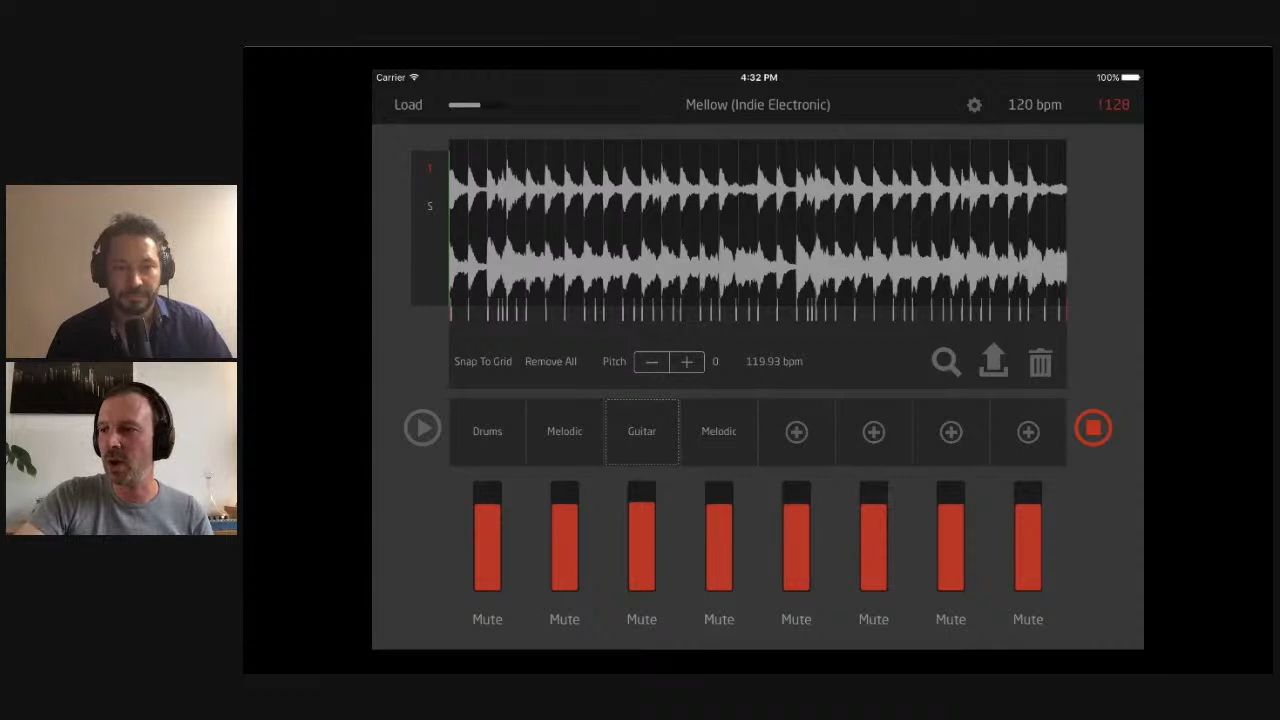 Carrier 4:32 PM 100%
Load Mellow (Indie Electronic) 120 bpm !128
T
S
Snap To Grid Remove All Pitch − + 0 119.93 bpm
Drums Melodic Guitar Melodic
Mute Mute Mute Mute Mute Mute Mute Mute